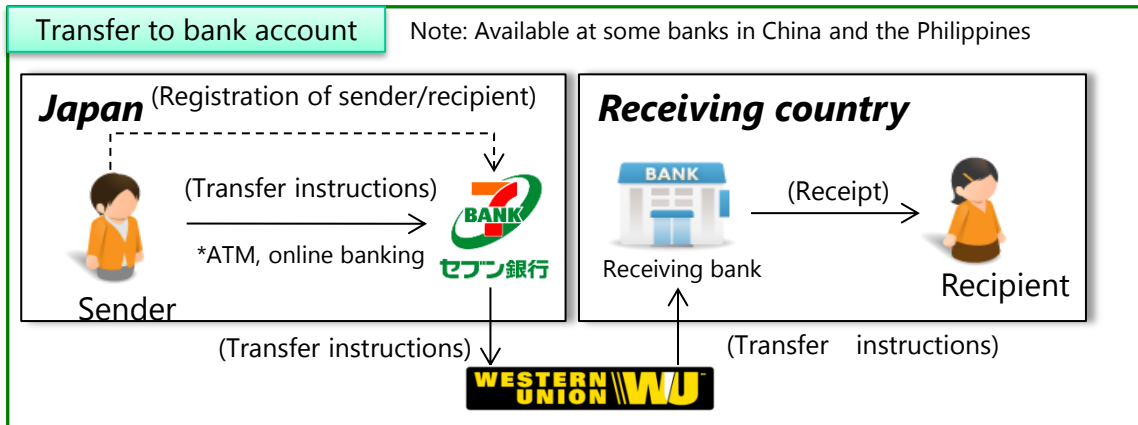 Transfer to bank account
Note: Available at some banks in China and the Philippines
Japan
(Registration of sender/recipient)
(Transfer instructions)
*ATM, online banking
Sender
7
BANK
セブン銀行
Receiving country
BANK
Receiving bank
(Receipt)
Recipient
(Transfer instructions)
(Transfer instructions)
WESTERN
UNION
WU